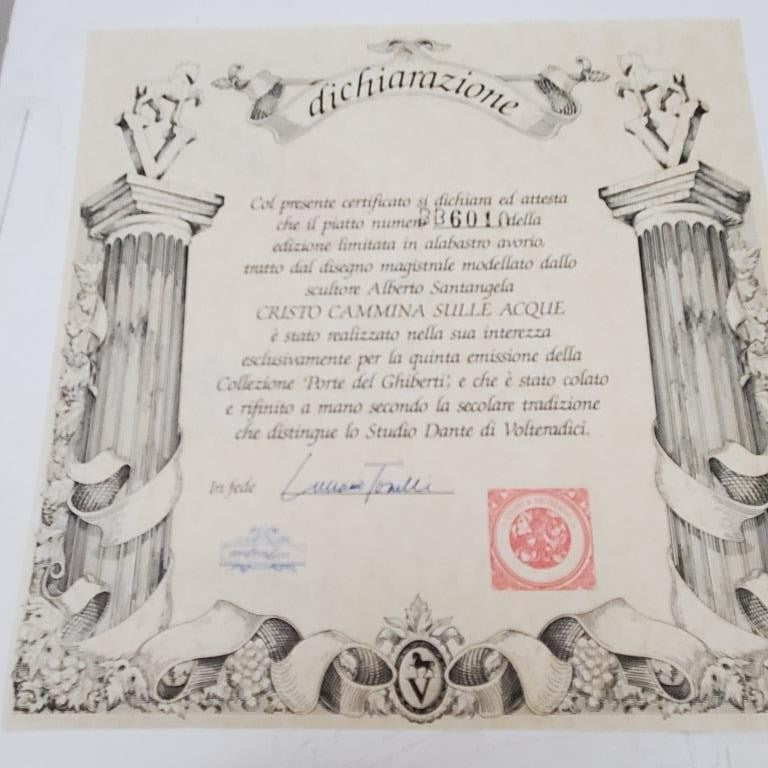 dichiarazione
Col presente certificato si dichiara ed attesta
che il piatto numero 6010 della
edizione limitata in alabastro avorio,
tratto dal disegno magistrale modellato dallo
scultore Alberto Santangela
CRISTO CAMMINA SULLE ACQUE
è stato realizzato nella sua interezza
esclusivamente per la quinta emissione della
Collezione 'Porte del Ghiberti', e che è stato colato
e rifinito a mano secondo la secolare tradizione
che distingue lo Studio Dante di Volteradici.
In fede
V